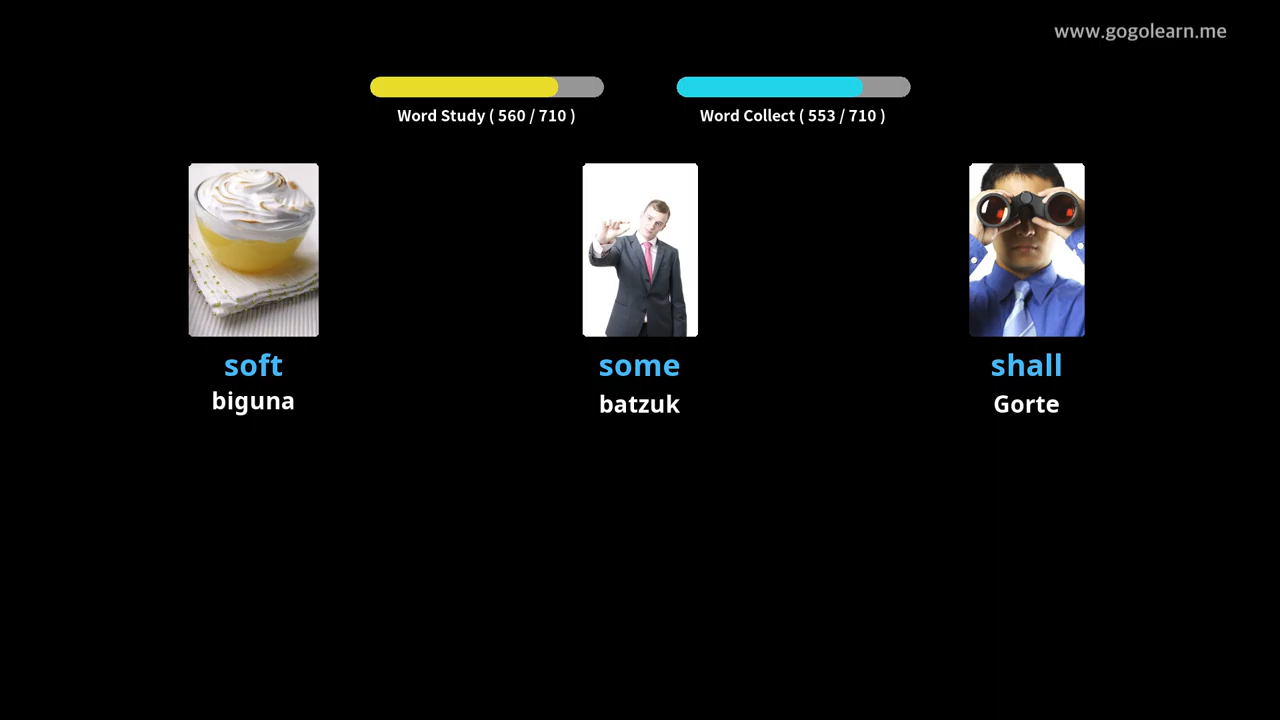 www.gogolearn.me
Word Study ( 560 / 710 )
Word Collect ( 553 / 710 )
soft
biguna
some
batzuk
shall
Gorte